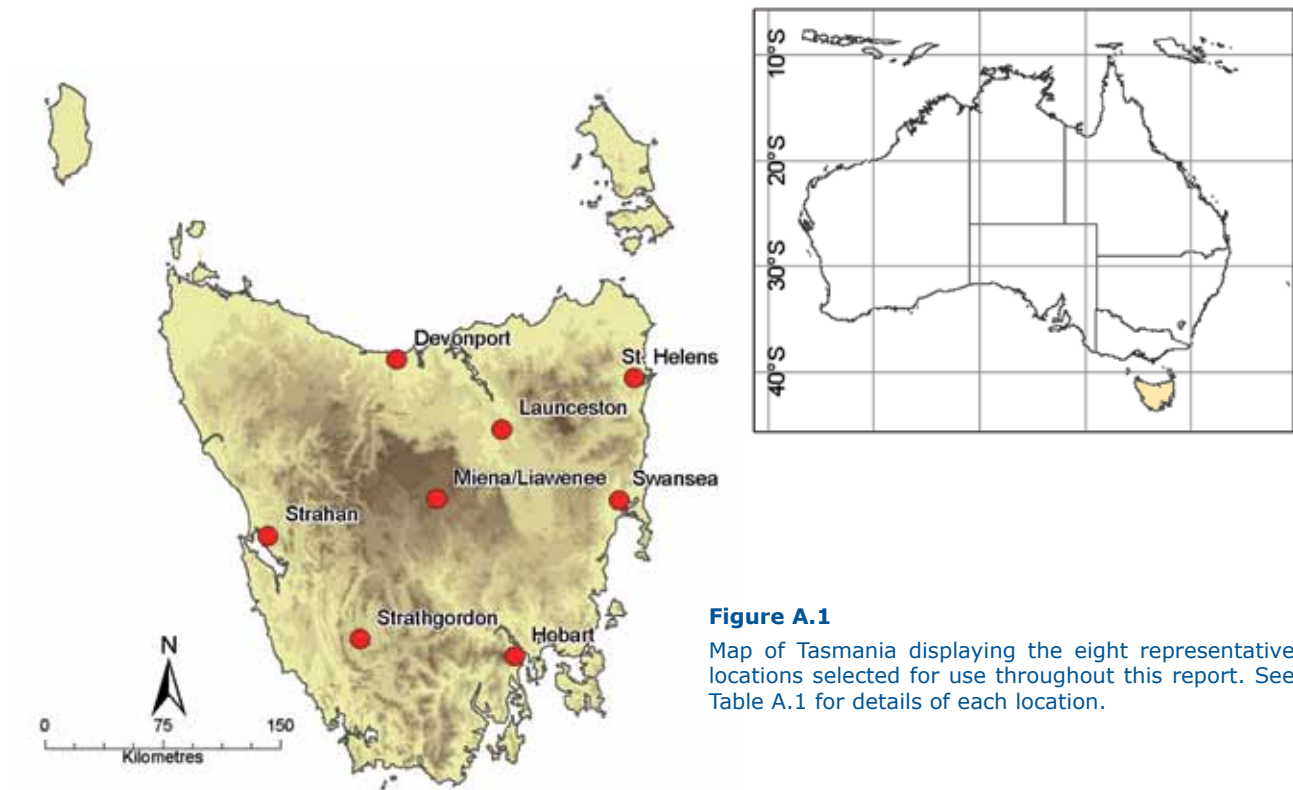 10°S
20°S
30°S
40°S
Devonport
St. Helens
Launceston
Miena/Liawenee
Swansea
Strahan
Strathgordon
Hobart
N
0 75 150
Kilometres
Figure A.1
Map of Tasmania displaying the eight representative
locations selected for use throughout this report. See
Table A.1 for details of each location.